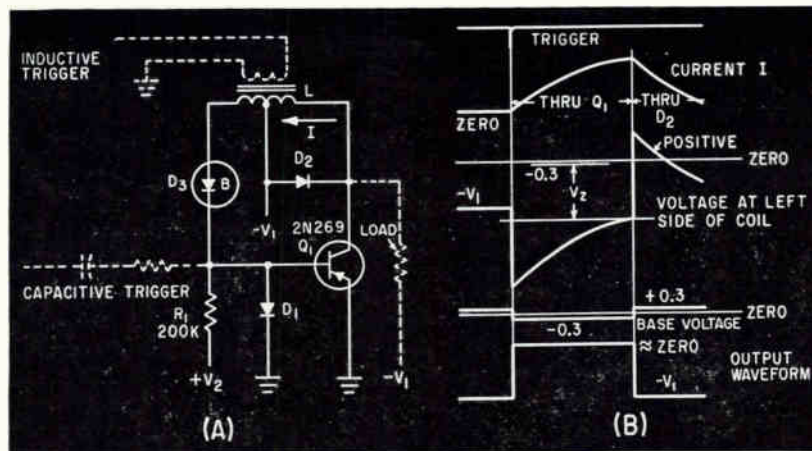 INDUCTIVE
TRIGGER
L
I
D2
D3
B
-V1
2N269
Q1
LOAD
CAPACITIVE TRIGGER
R1
200K
D1
+V2
-V1
(A)
TRIGGER
CURRENT I
THRU Q1
THRU
D2
ZERO
POSITIVE
ZERO
-0.3
-V1
V2
VOLTAGE AT LEFT
SIDE OF COIL
+0.3
ZERO
-0.3
BASE VOLTAGE
≈ ZERO
OUTPUT
WAVEFORM
-V1
(B)